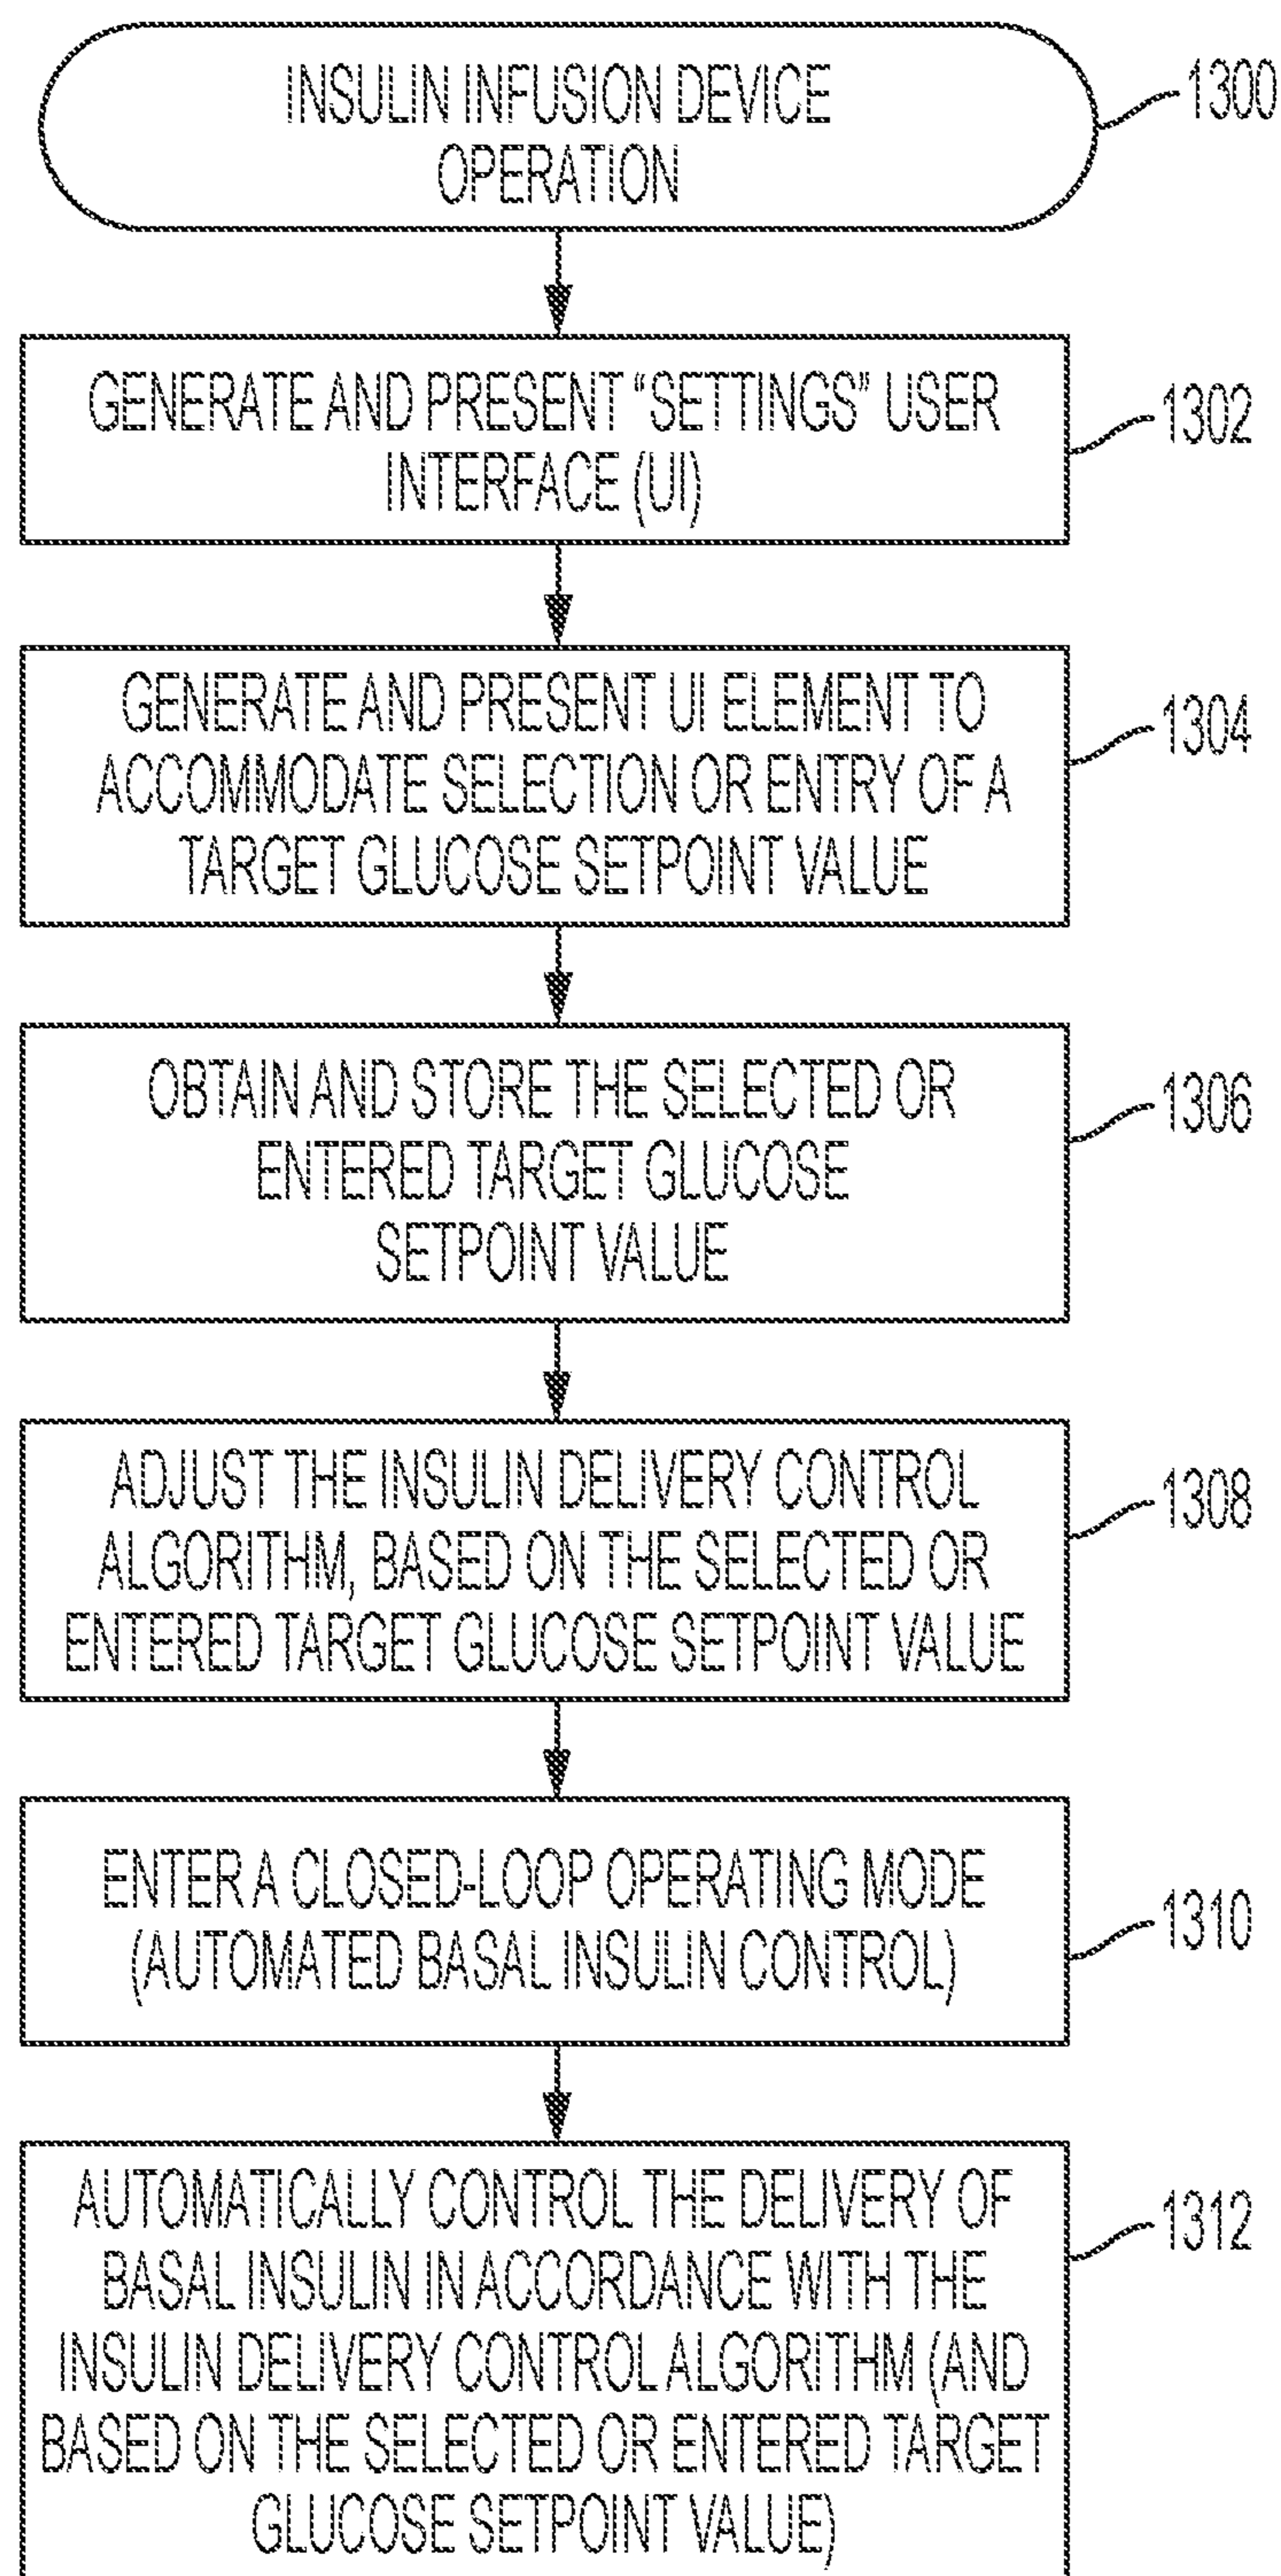 INSULIN INFUSION DEVICE
OPERATION
1300
GENERATE AND PRESENT “SETTINGS” USER
INTERFACE (UI)
1302
GENERATE AND PRESENT UI ELEMENT TO
ACCOMMODATE SELECTION OR ENTRY OF A
TARGET GLUCOSE SETPOINT VALUE
1304
OBTAIN AND STORE THE SELECTED OR
ENTERED TARGET GLUCOSE
SETPOINT VALUE
1306
ADJUST THE INSULIN DELIVERY CONTROL
ALGORITHM, BASED ON THE SELECTED OR
ENTERED TARGET GLUCOSE SETPOINT VALUE
1308
ENTER A CLOSED-LOOP OPERATING MODE
(AUTOMATED BASAL INSULIN CONTROL)
1310
AUTOMATICALLY CONTROL THE DELIVERY OF
BASAL INSULIN IN ACCORDANCE WITH THE
INSULIN DELIVERY CONTROL ALGORITHM (AND
BASED ON THE SELECTED OR ENTERED TARGET
GLUCOSE SETPOINT VALUE)
1312